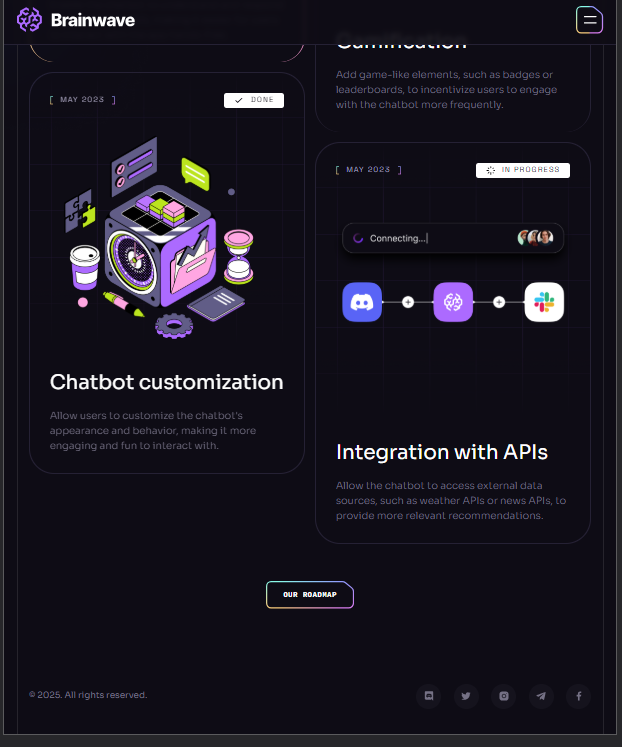 Brainwave
Gamification
Add game-like elements, such as badges or
leaderboards, to incentivize users to engage
with the chatbot more frequently.
[ MAY 2023 ]
DONE
Chatbot customization
Allow users to customize the chatbot's
appearance and behavior, making it more
engaging and fun to interact with.
[ MAY 2023 ]
IN PROGRESS
Connecting...|
Integration with APIs
Allow the chatbot to access external data
sources, such as weather APIs or news APIs, to
provide more relevant recommendations.
OUR ROADMAP
© 2025. All rights reserved.